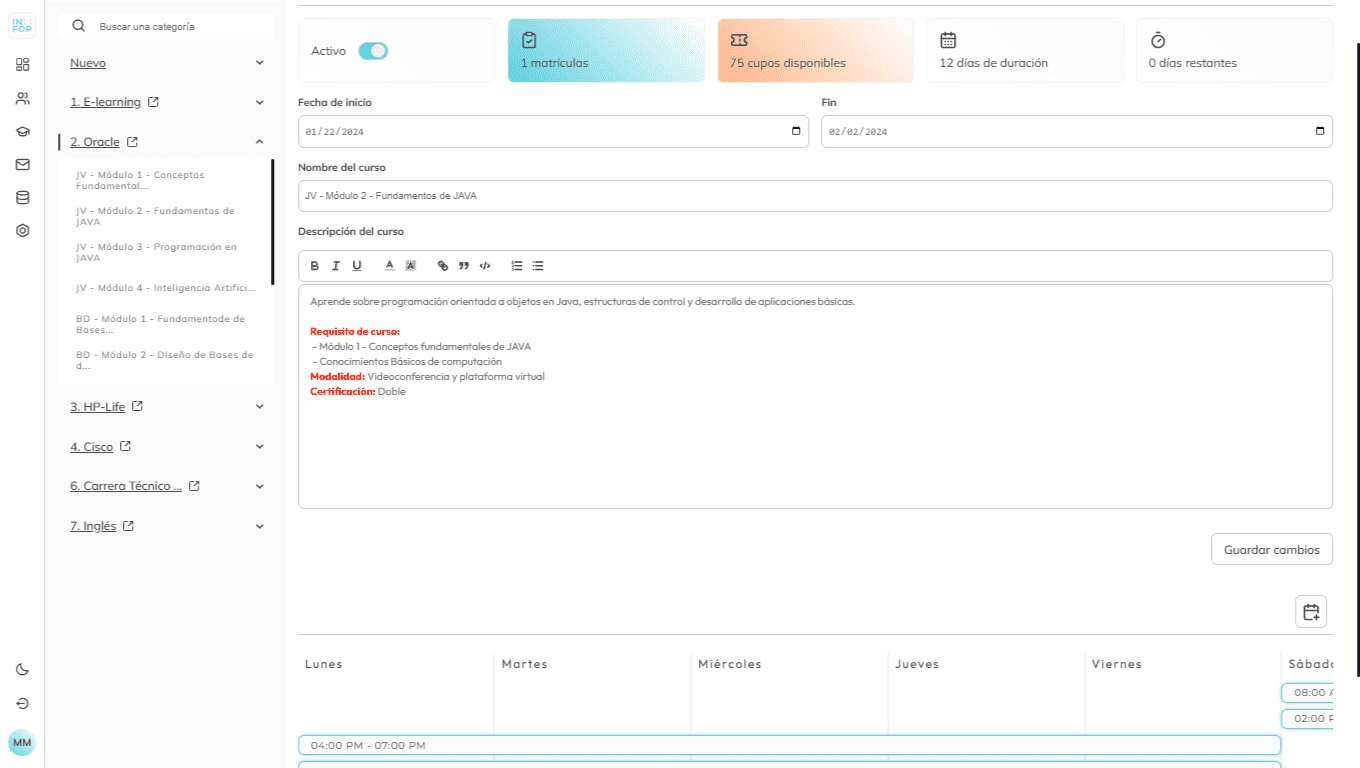 IN::
FOP
Buscar una categoría
Nuevo
1. E-learning
2. Oracle
JV - Módulo 1 - Conceptos
Fundamental...
JV - Módulo 2 - Fundamentos de
JAVA
JV - Módulo 3 - Programación en
JAVA
JV - Módulo 4 - Inteligencia Artifici...
BD - Módulo 1 - Fundamentode de
Bases...
BD - Módulo 2 - Diseño de Bases de
d...
3. HP-Life
4. Cisco
6. Carrera Técnico ...
7. Inglés
MM
Activo
1 matrículas
75 cupos disponibles
12 días de duración
0 días restantes
Fecha de inicio
Fin
01/22/2024
02/02/2024
Nombre del curso
JV - Módulo 2 - Fundamentos de JAVA
Descripción del curso
B I U A A
Aprende sobre programación orientada a objetos en Java, estructuras de control y desarrollo de aplicaciones básicas.
Requisito de curso:
- Módulo 1 - Conceptos fundamentales de JAVA
- Conocimientos Básicos de computación
Modalidad: Videoconferencia y plataforma virtual
Certificación: Doble
Guardar cambios
Lunes Martes Miércoles Jueves Viernes Sábado
08:00 A
02:00 P
04:00 PM - 07:00 PM